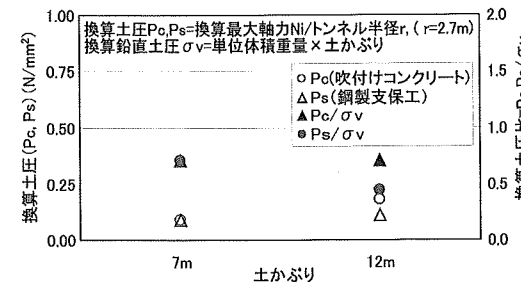 換算土圧Pc,Ps=換算最大軸力Ni/トンネル半径r, ( r=2.7m)
換算鉛直土圧σv=単位体積重量×土かぶり
Pc(吹付けコンクリート)
Ps(鋼製支保工)
Pc/σv
Ps/σv
換算土圧(Pc, Ps) (N/mm²)
1.00
0.75
0.50
0.25
0.00
2.0
1.5
1.0
0.5
0.0
7m
12m
土かぶり